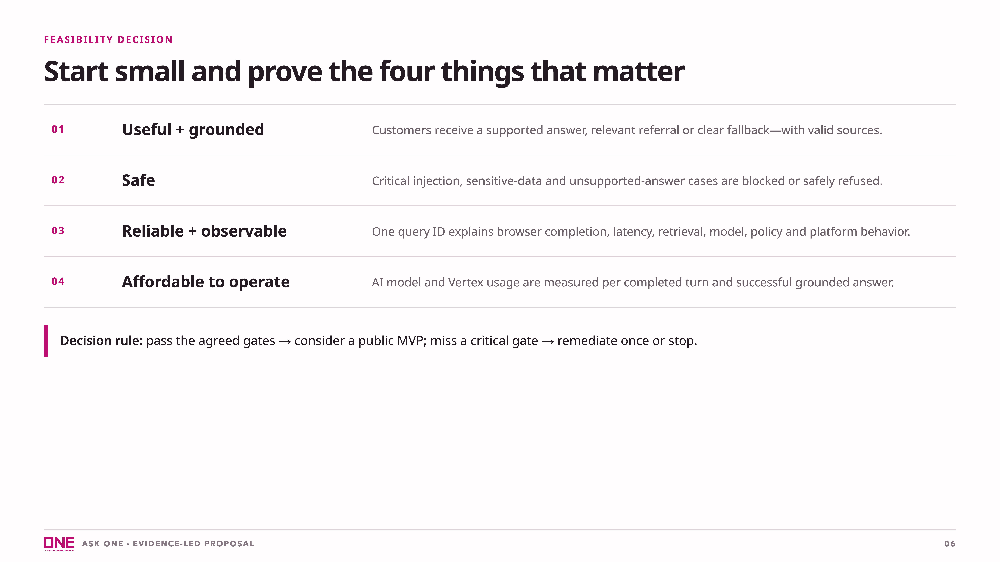 FEASIBILITY DECISION
Start small and prove the four things that matter
01 Useful + grounded Customers receive a supported answer, relevant referral or clear fallback—with valid sources.
02 Safe Critical injection, sensitive-data and unsupported-answer cases are blocked or safely refused.
03 Reliable + observable One query ID explains browser completion, latency, retrieval, model, policy and platform behavior.
04 Affordable to operate AI model and Vertex usage are measured per completed turn and successful grounded answer.
Decision rule: pass the agreed gates → consider a public MVP; miss a critical gate → remediate once or stop.
ONE
OCEAN NETWORK EXPRESS
ASK ONE · EVIDENCE-LED PROPOSAL
06